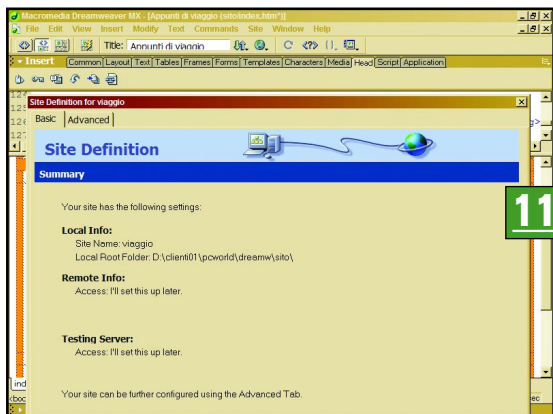 Macromedia Dreamweaver MX - [Appunti di viaggio (sito/index.htm*)]
File Edit View Insert Modify Text Commands Site Window Help
Title: Appunti di viaggio
Insert Common Layout Text Tables Frames Forms Templates Characters Media Head Script Application
124
125
126
127
Site Definition for viaggio
Basic Advanced
Site Definition
Summary
Your site has the following settings:
11
Local Info:
Site Name: viaggio
Local Root Folder: D:\clienti01\pcworld\dreamw\sito\
Remote Info:
Access: I'll set this up later.
Testing Server:
Access: I'll set this up later.
Your site can be further configured using the Advanced Tab.